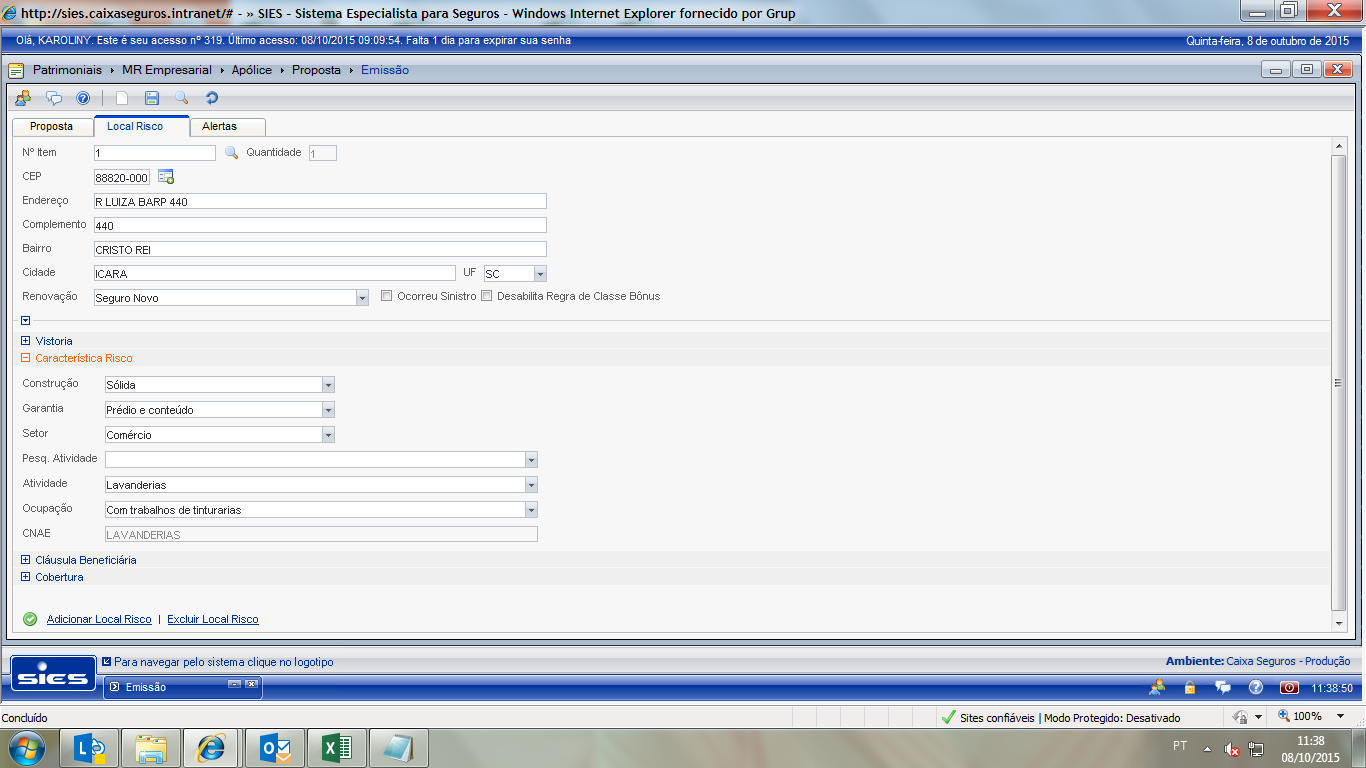 http://sies.caixaseguros.intranet/# - » SIES - Sistema Especialista para Seguros - Windows Internet Explorer fornecido por Grup
Olá, KAROLINY. Este é seu acesso nº 319. Último acesso: 08/10/2015 09:09:54. Falta 1 dia para expirar sua senha
Quinta-feira, 8 de outubro de 2015
Patrimoniais › MR Empresarial › Apólice › Proposta › Emissão
Proposta Local Risco Alertas
Nº Item 1 Quantidade 1
CEP 88820-000
Endereço R LUIZA BARP 440
Complemento 440
Bairro CRISTO REI
Cidade ICARA UF SC
Renovação Seguro Novo Ocorreu Sinistro Desabilita Regra de Classe Bônus
Vistoria
Característica Risco
Construção Sólida
Garantia Prédio e conteúdo
Setor Comércio
Pesq. Atividade
Atividade Lavanderias
Ocupação Com trabalhos de tinturarias
CNAE LAVANDERIAS
Cláusula Beneficiária
Cobertura
Adicionar Local Risco | Excluir Local Risco
sies Para navegar pelo sistema clique no logotipo
Ambiente: Caixa Seguros - Produção
Emissão
11:38:50
Concluído
Sites confiáveis | Modo Protegido: Desativado
100%
PT
11:38
08/10/2015